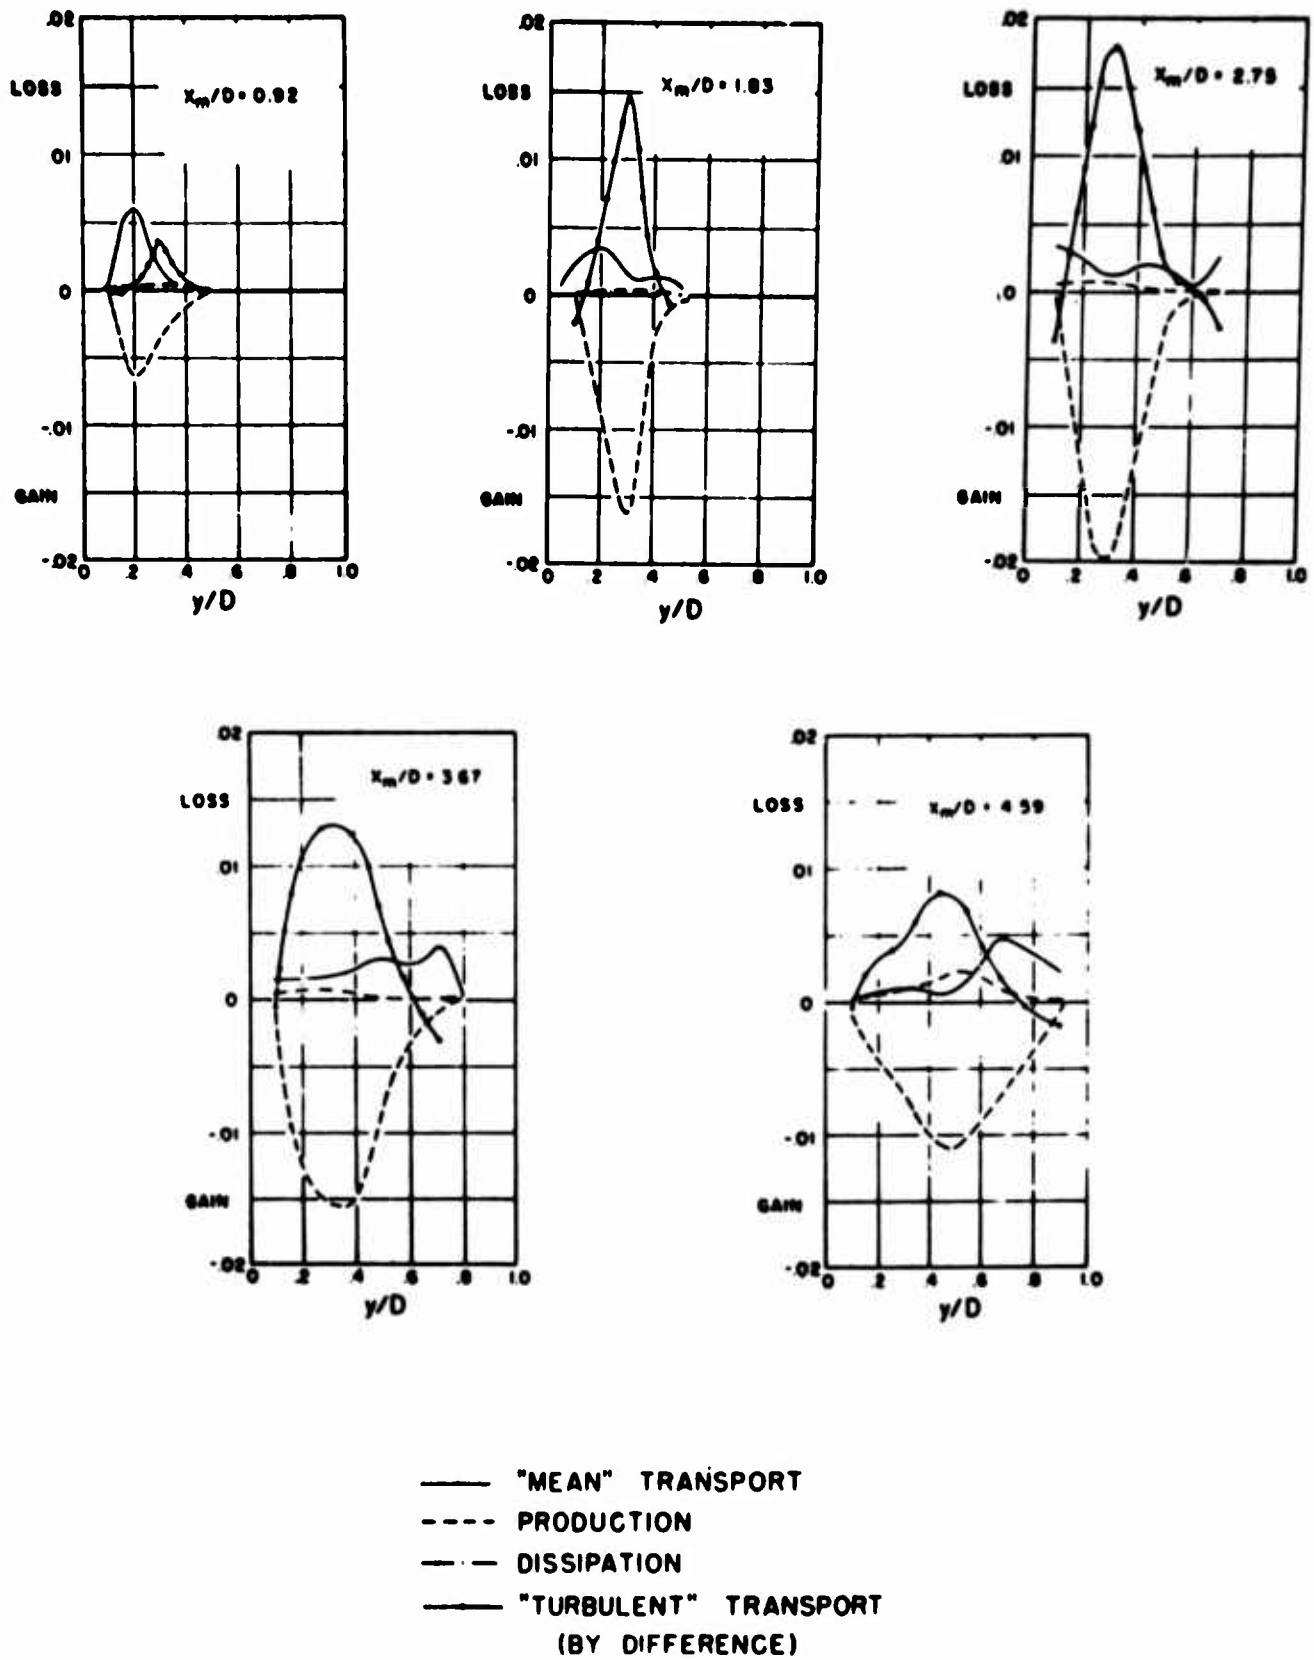 .02
LOSS
Xm/D = 0.92
.01
0
-.01
GAIN
-.02
0 .2 .4 .6 .8 1.0
y/D
.02
LOSS
Xm/D = 1.83
.01
0
-.01
GAIN
-.02
0 .2 .4 .6 .8 1.0
y/D
.02
LOSS
Xm/D = 2.75
.01
.0
-.01
GAIN
-.02
0 .2 .4 .6 .8 1.0
y/D
.02
Xm/D = 3.67
LOSS
.01
0
-.01
GAIN
-.02
0 .2 .4 .6 .8 1.0
y/D
.02
LOSS
Xm/D = 4.59
.01
0
-.01
GAIN
-.02
0 .2 .4 .6 .8 1.0
y/D
"MEAN" TRANSPORT
PRODUCTION
DISSIPATION
"TURBULENT" TRANSPORT
(BY DIFFERENCE)